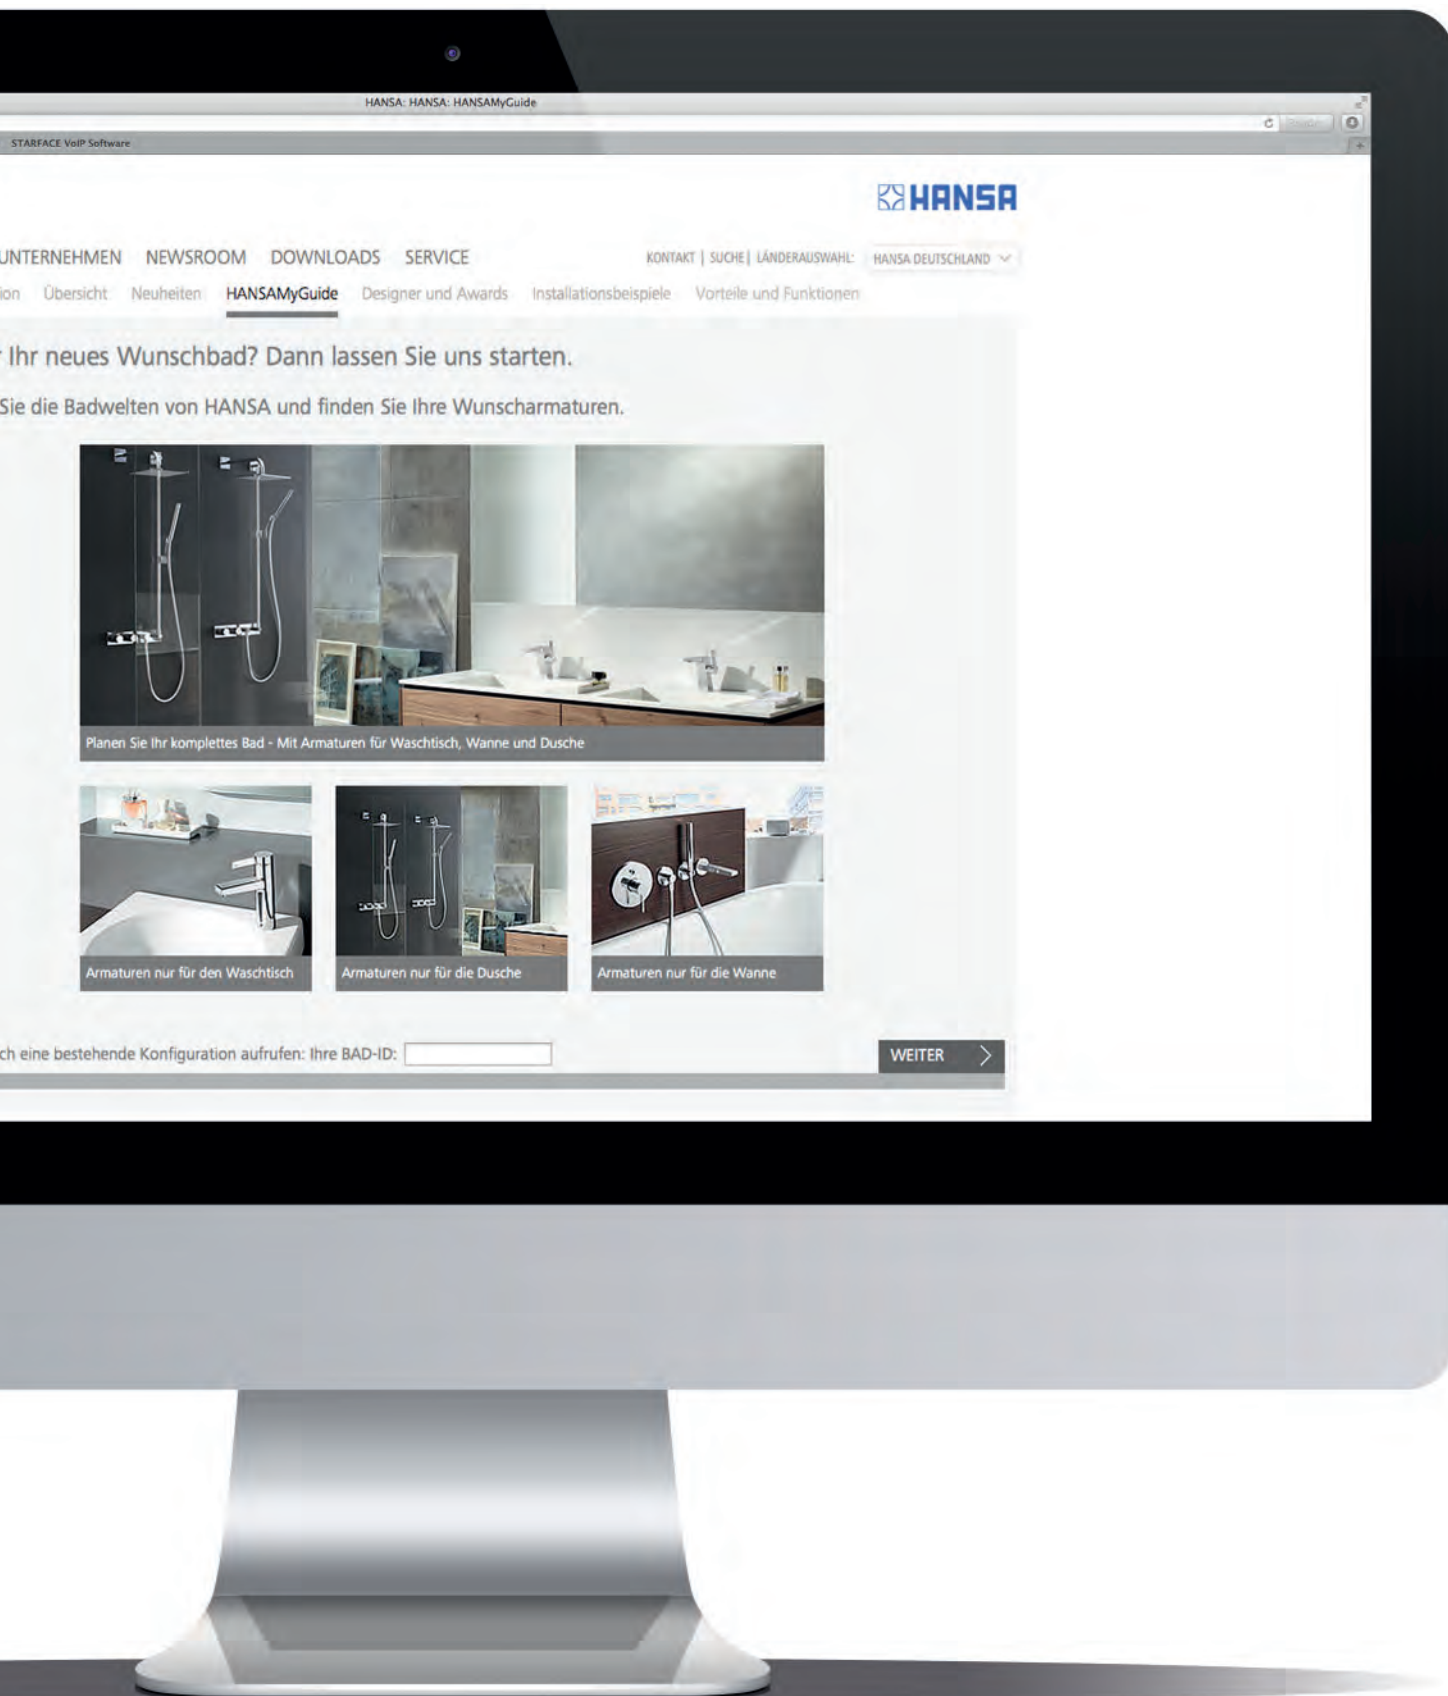 HANSA: HANSA: HANSAMyGuide
STARFACE VoIP Software
HANSA
UNTERNEHMEN NEWSROOM DOWNLOADS SERVICE KONTAKT | SUCHE | LÄNDERAUSWAHL: HANSA DEUTSCHLAND
ion Übersicht Neuheiten HANSAMyGuide Designer und Awards Installationsbeispiele Vorteile und Funktionen
Ihr neues Wunschbad? Dann lassen Sie uns starten.
Sie die Badwelten von HANSA und finden Sie Ihre Wunscharmaturen.
Planen Sie Ihr komplettes Bad - Mit Armaturen für Waschtisch, Wanne und Dusche
Armaturen nur für den Waschtisch
Armaturen nur für die Dusche
Armaturen nur für die Wanne
ch eine bestehende Konfiguration aufrufen: Ihre BAD-ID:
WEITER